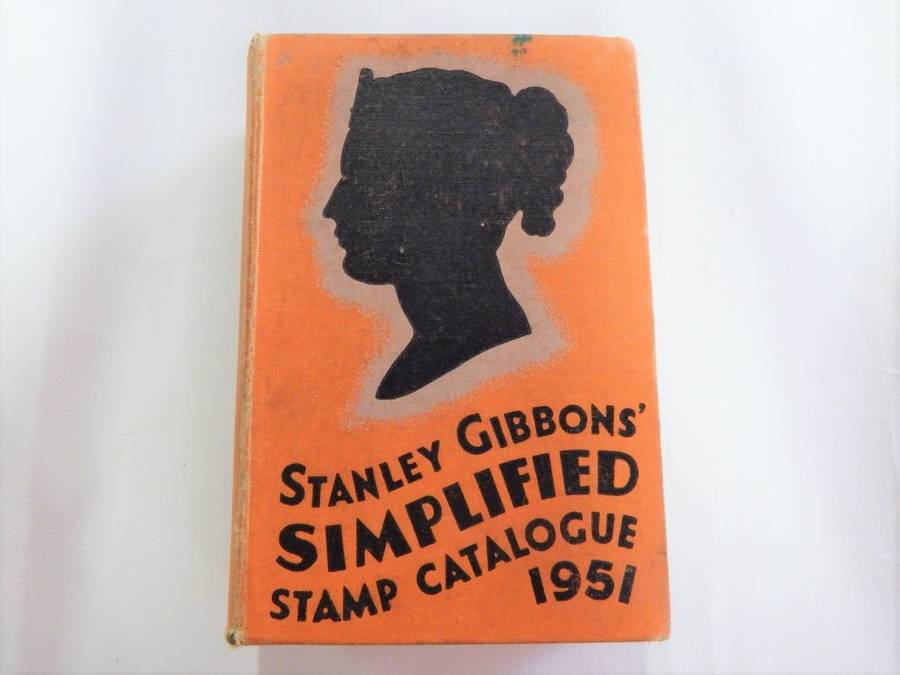 STANLEY GIBBONS'
SIMPLIFIED
STAMP CATALOGUE
1951